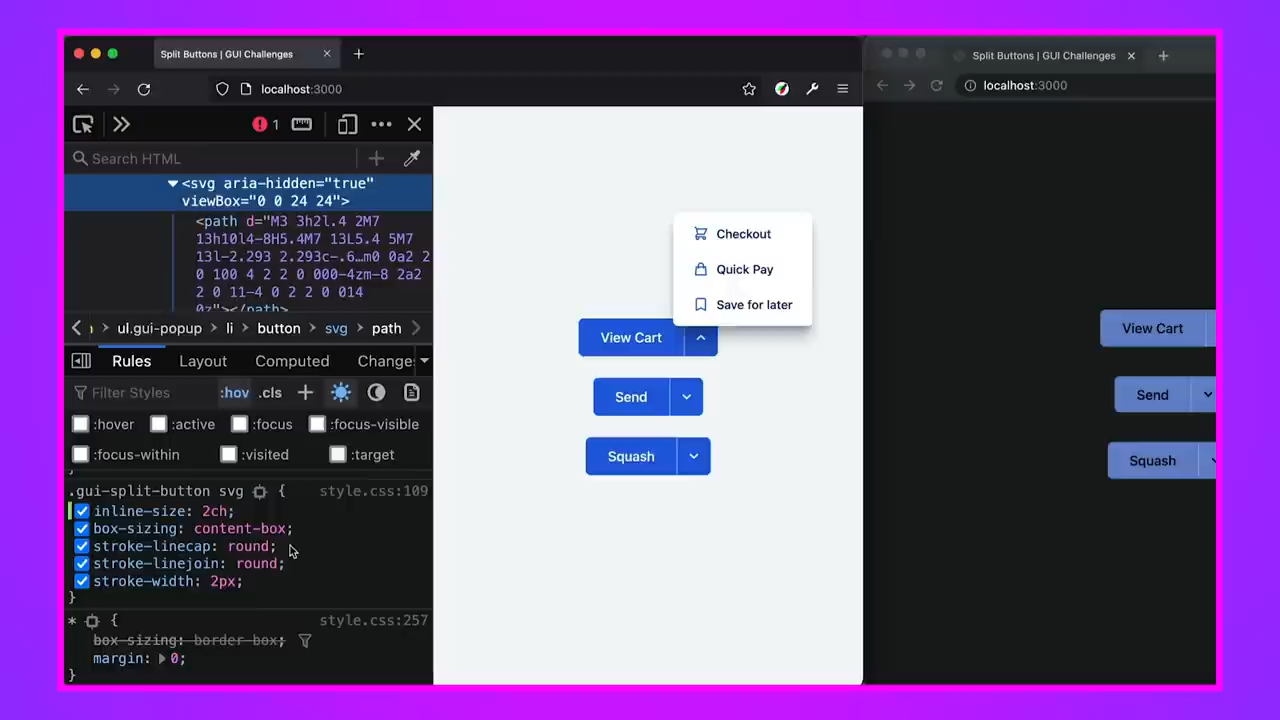 Split Buttons | GUI Challenges
localhost:3000
1
Search HTML
<svg aria-hidden="true"
viewBox="0 0 24 24">
<path d="M3 3h2l.4 2M7
13h10l4-8H5.4M7 13L5.4 5M7
13l-2.293 2.293c-.6…m0 0a2 2
0 100 4 2 2 0 000-4zm-8 2a2
2 0 11-4 0 2 2 0 014
0z"></path>
ul.gui-popup
li
button
svg
path
Rules
Layout
Computed
Change
Filter Styles
:hov
.cls
:hover
:active
:focus
:focus-visible
:focus-within
:visited
:target
}
.gui-split-button svg { style.css:109
inline-size: 2ch;
box-sizing: content-box;
stroke-linecap: round;
stroke-linejoin: round;
stroke-width: 2px;
}
* { style.css:257
box-sizing: border-box;
margin: 0;
}
Checkout
Quick Pay
Save for later
View Cart
Send
Squash
Split Buttons | GUI Challenges
localhost:3000
View Cart
Send
Squash